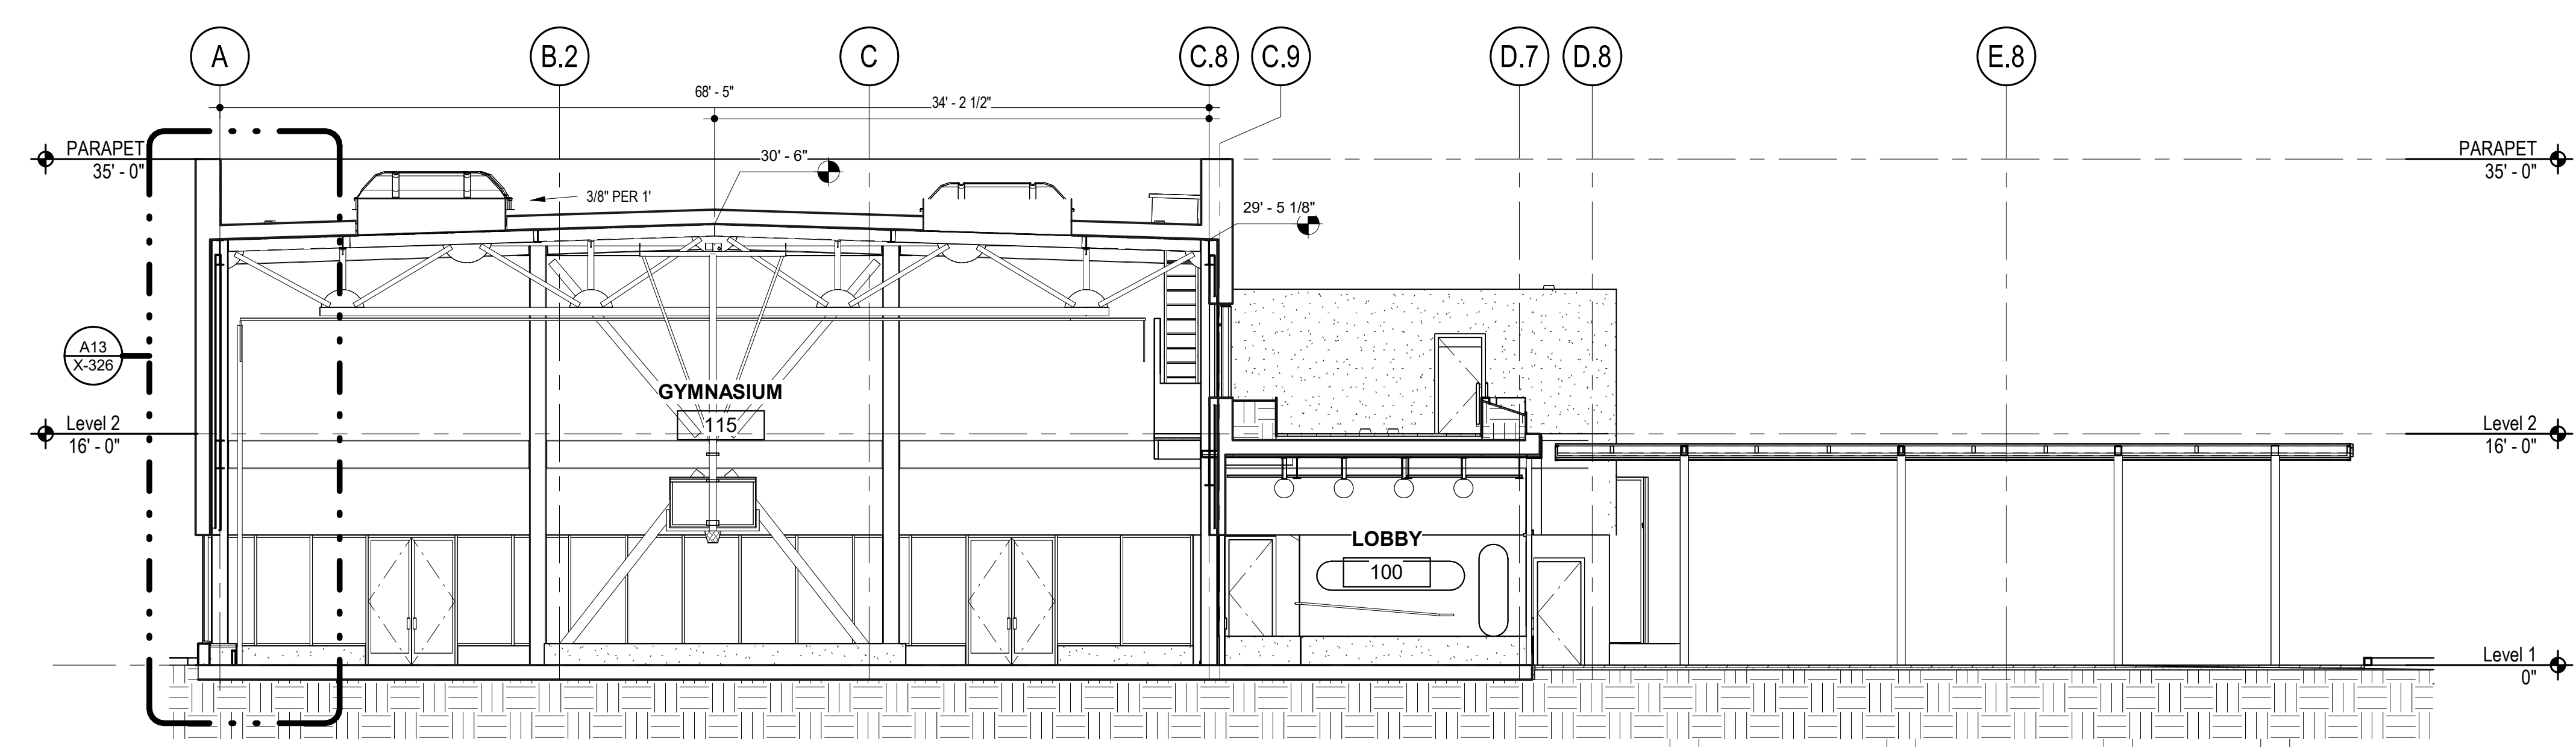 A
B.2
C
C.8
C.9
D.7
D.8
E.8
68' - 5"
34' - 2 1/2"
PARAPET
35' - 0"
30' - 6"
PARAPET
35' - 0"
3/8" PER 1'
29' - 5 1/8"
A13
X-326
GYMNASIUM
115
Level 2
16' - 0"
Level 2
16' - 0"
LOBBY
100
Level 1
0"